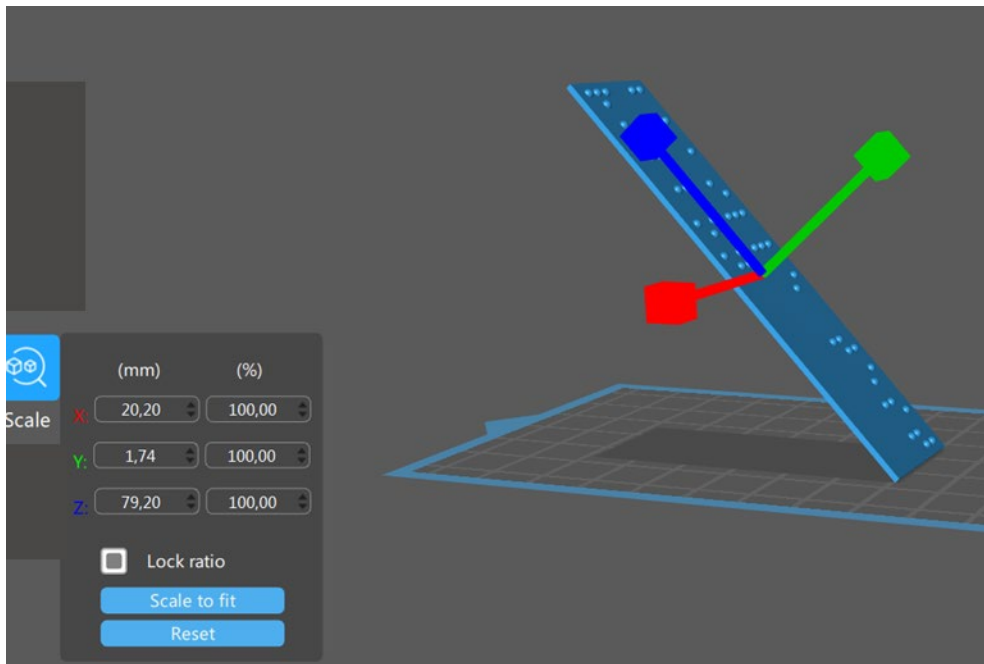 (mm) (%)
X: 20,20 100,00
Scale
Y: 1,74 100,00
Z: 79,20 100,00
Lock ratio
Scale to fit
Reset